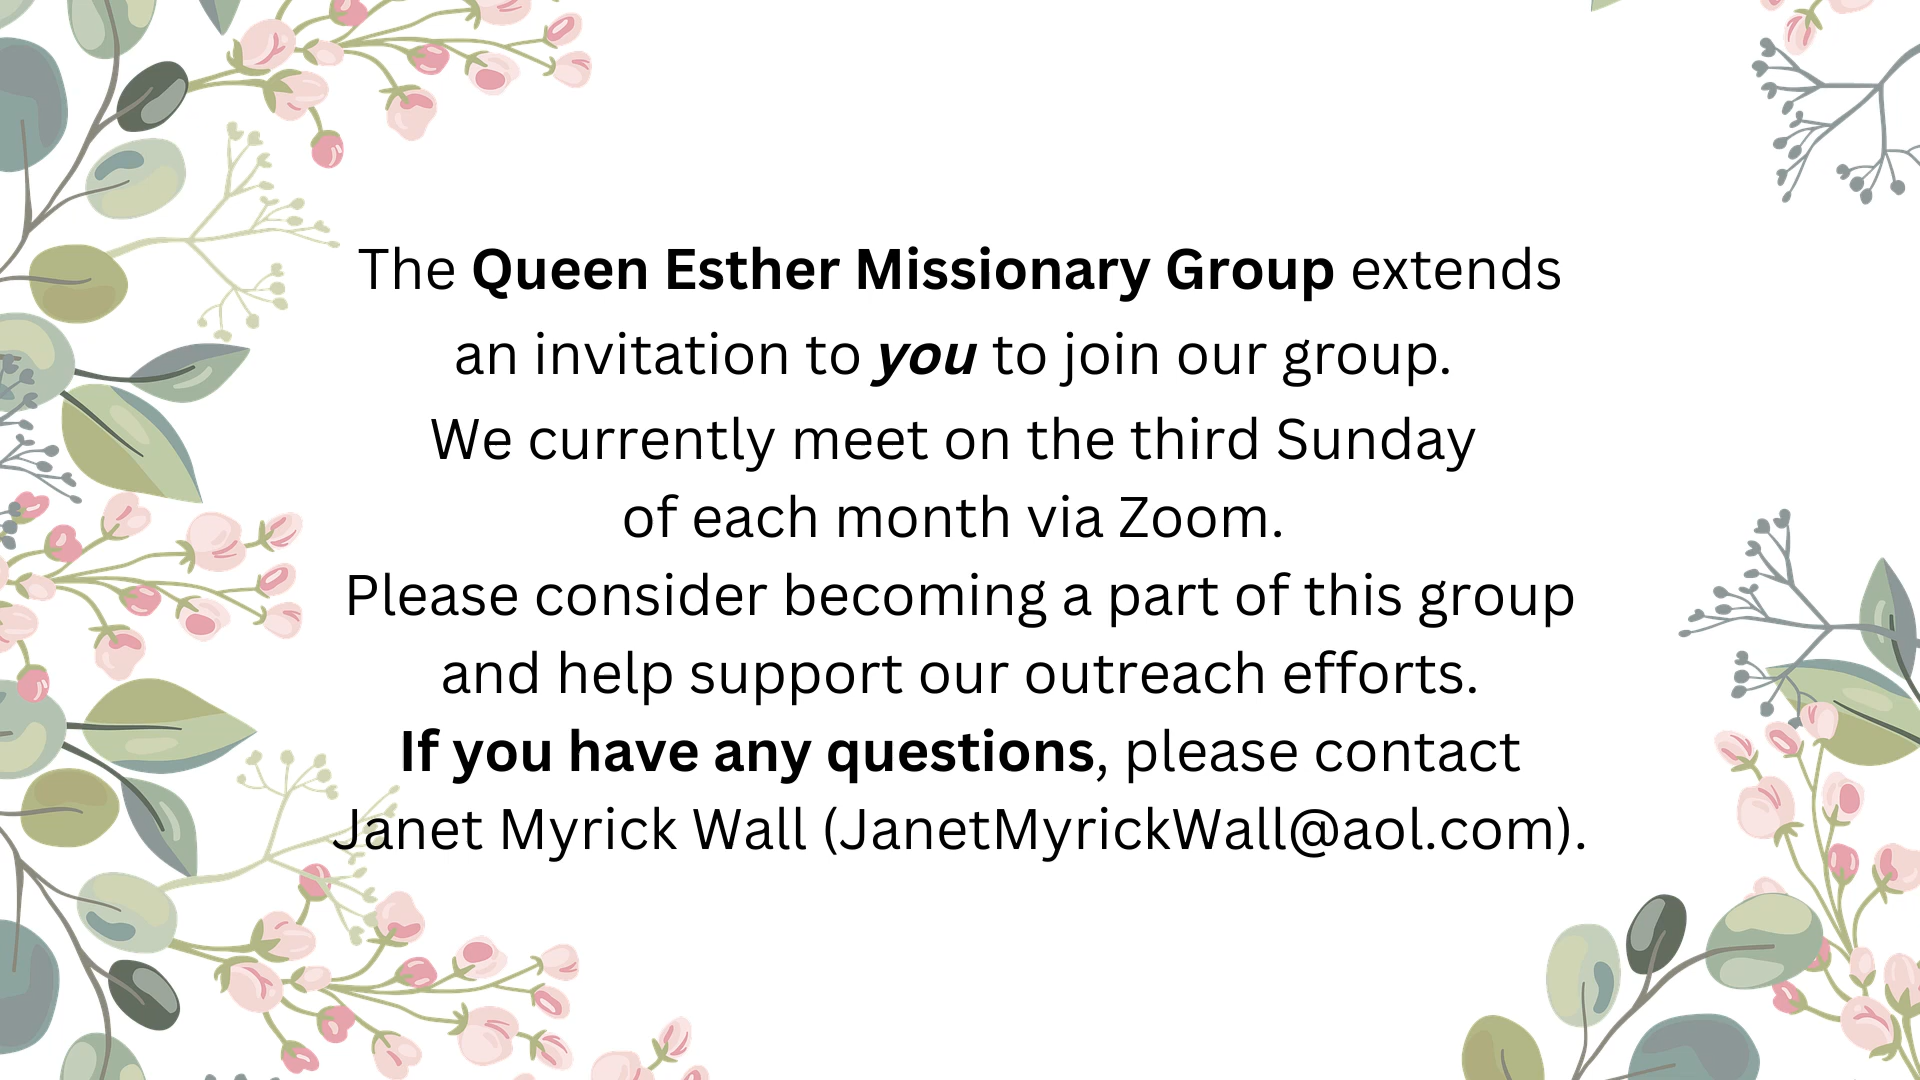 The Queen Esther Missionary Group extends
an invitation to you to join our group.
We currently meet on the third Sunday
of each month via Zoom.
Please consider becoming a part of this group
and help support our outreach efforts.
If you have any questions, please contact
Janet Myrick Wall (JanetMyrickWall@aol.com).